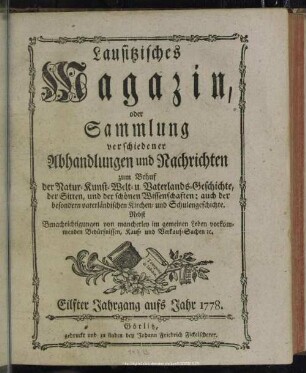 Lausitzisches
Magazin,
oder
Sammlung
verschiedener
Abhandlungen und Nachrichten
zum Behuf
der Natur- Kunst- Welt- u. Vaterlands-Geschichte,
der Sitten, und der schönen Wissenschaften; auch der
besondern vaterländischen Kirchen- und Schulengeschichte.
Nebst
Benachrichtigungen von mancherley im gemeinen Leben vorkom-
menden Bedürfnissen, Kauf- und Verkauf-Sachen ec.
Eilfter Jahrgang aufs Jahr 1778.
Görlitz,
gedruckt und zu finden bey Johann Friedrich Fickelscherer.